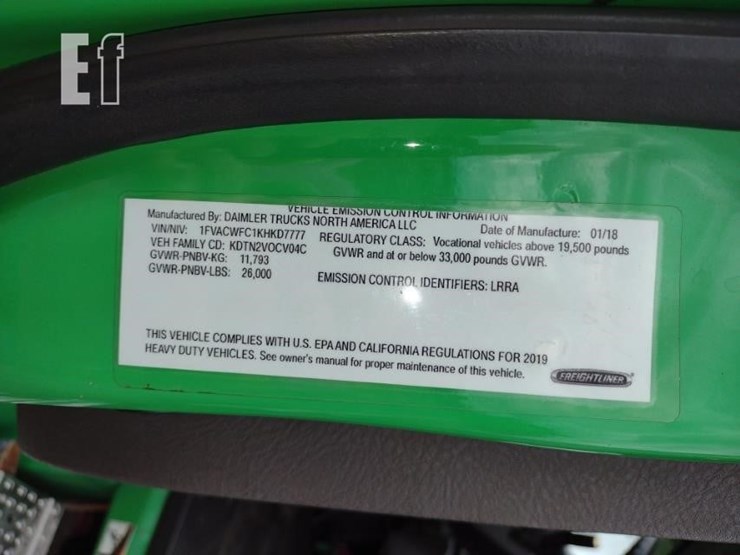 Ef
VEHICLE EMISSION CONTROL INFORMATION
Manufactured By: DAIMLER TRUCKS NORTH AMERICA LLC Date of Manufacture: 01/18
VIN/NIV: 1FVACWFC1KHKD7777 REGULATORY CLASS: Vocational vehicles above 19,500 pounds
VEH FAMILY CD: KDTN2VOCV04C GVWR and at or below 33,000 pounds GVWR.
GVWR-PNBV-KG: 11,793
GVWR-PNBV-LBS: 26,000 EMISSION CONTROL IDENTIFIERS: LRRA
THIS VEHICLE COMPLIES WITH U.S. EPA AND CALIFORNIA REGULATIONS FOR 2019
HEAVY DUTY VEHICLES. See owner's manual for proper maintenance of this vehicle.
FREIGHTLINER